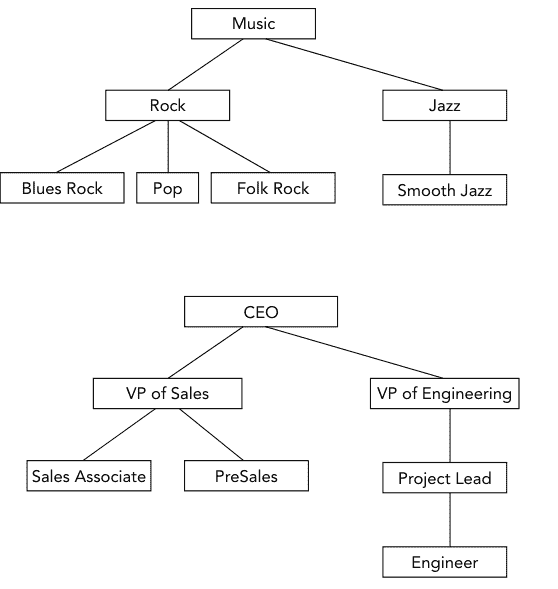 Music
Rock
Jazz
Blues Rock
Pop
Folk Rock
Smooth Jazz
CEO
VP of Sales
VP of Engineering
Sales Associate
PreSales
Project Lead
Engineer